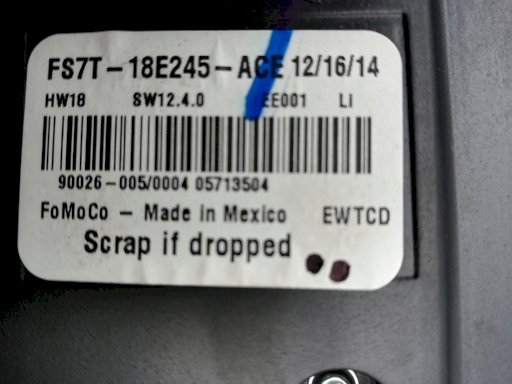 FS7T-18E245-ACE 12/16/14
HW18 SW12.4.0 EE001 LI
90026-005/0004 05713504
FoMoCo - Made in Mexico EWTCD
Scrap if dropped